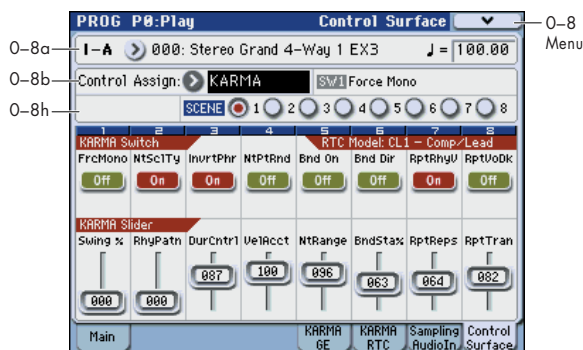 PROG P0:Play Control Surface 0–8 Menu
0–8a I–A 000: Stereo Grand 4–Way 1 EX3 ♩= 100.00
0–8b Control Assign: KARMA SW1 Force Mono
0–8h SCENE 1 2 3 4 5 6 7 8
1 2 3 4 5 6 7 8
KARMA Switch RTC Model: CL1 – Comp/Lead
FrcMono NtSclTy InvrtPhr NtPtRnd Bnd On Bnd Dir RptRhyV RptVoDk
Off On On Off Off Off On Off
KARMA Slider
Swing % RhyPatn DurCntrl VelAcct NtRange BndSta% RptReps RptTran
000 000 087 100 096 063 064 082
Main KARMA GE KARMA RTC Sampling AudioIn Control Surface